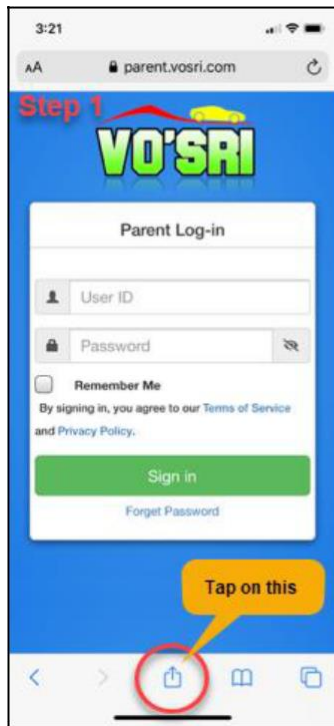 3:21
AA parent.vosri.com
Step 1
VO'SRI
Parent Log-in
User ID
Password
Remember Me
By signing in, you agree to our Terms of Service
and Privacy Policy.
Sign in
Forget Password
Tap on this